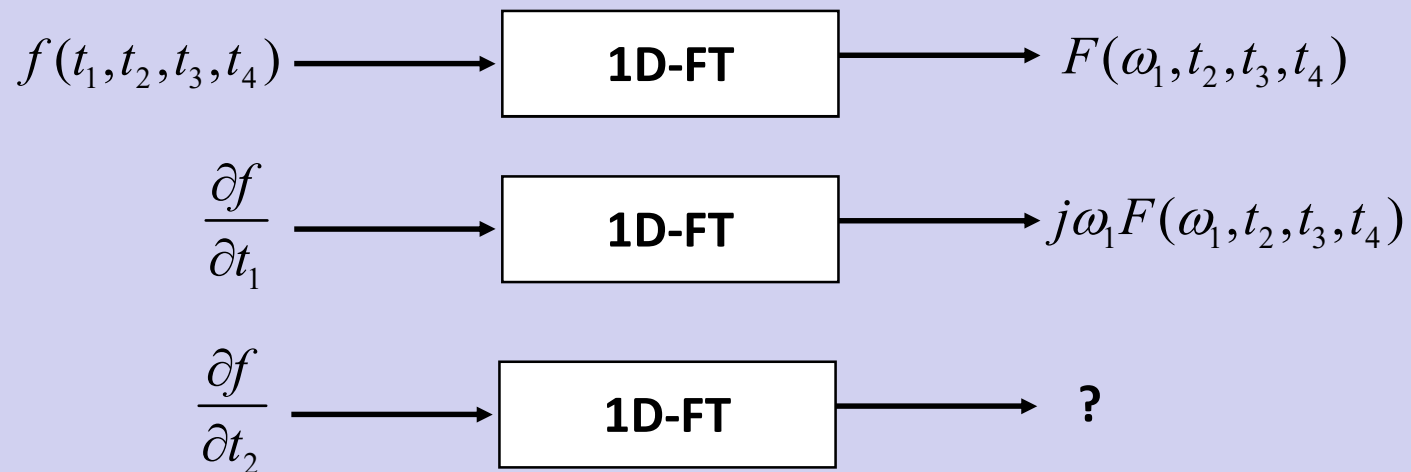 f(t₁,t₂,t₃,t₄) 1D-FT F(ω₁,t₂,t₃,t₄)
∂f/∂t₁ 1D-FT jω₁F(ω₁,t₂,t₃,t₄)
∂f/∂t₂ 1D-FT ?